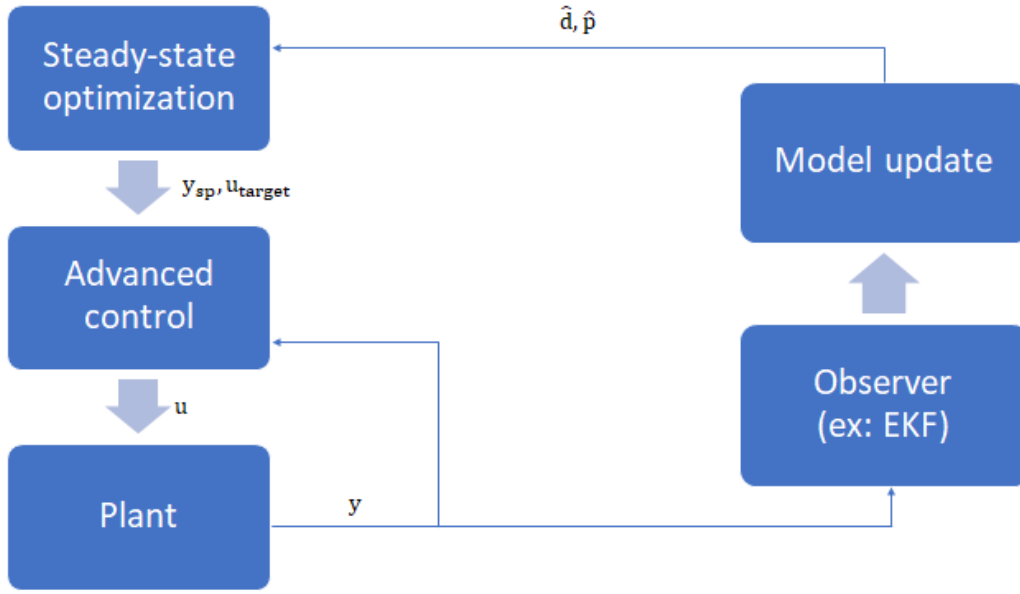 Steady-state
optimization
d̂, p̂
Model update
y_sp, u_target
Advanced
control
Observer
(ex: EKF)
u
Plant
y